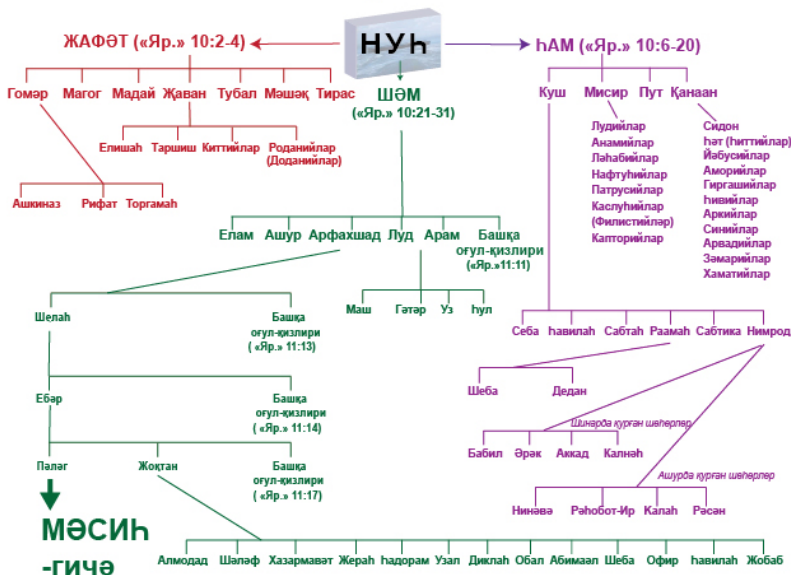 НУҺ
ЖАФӘТ («Яр.» 10:2-4)
Гомәр Магог Мадай Җаван Тубал Мәшәқ Тирас
Елишаһ Таршиш Киттийлар Роданийлар
(Доданийлар)
Ашкиназ Рифат Торгамаһ
ШӘМ
(«Яр.» 10:21-31)
Елам Ашур Арфахшад Луд Арам Башқа
оғул-қизлири
(«Яр.»11:11)
Маш Гәтәр Уз Һул
Шелаһ
Башқа
оғул-қизлири
( «Яр.» 11:13)
Ебәр
Башқа
оғул-қизлири
( «Яр.» 11:14)
Пәләг
Жоқтан
Башқа
оғул-қизлири
( «Яр.» 11:17)
МӘСИҺ
-ГИЧӘ
Алмодад Шәләф Хазармавәт Жераһ Һадорам Узал Диклаһ Обал Абимаәл Шеба Офир Һавилаһ Жобаб
ҺАМ («Яр.» 10:6-20)
Куш Мисир Пут Қанаан
Лудийлар
Анамийлар
Ләһабийлар
Нафтуһийлар
Патрусийлар
Каслуһийлар
(Филистийләр)
Капторийлар
Сидон
Һәт (һиттийлар)
Йәбусийлар
Аморийлар
Гиргашийлар
Һивийлар
Аркийлар
Синийлар
Арвадийлар
Зәмарийлар
Хаматийлар
Себа Һавилаһ Сабтаһ Раамаһ Сабтика Нимрод
Шеба Дедан
Шинарда қурған шәһәрләр
Бабил Әрәк Аккад Калнәһ
Ашурда қурған шәһәрләр
Нинәвә Рәһобот-Ир Калаһ Рәсән